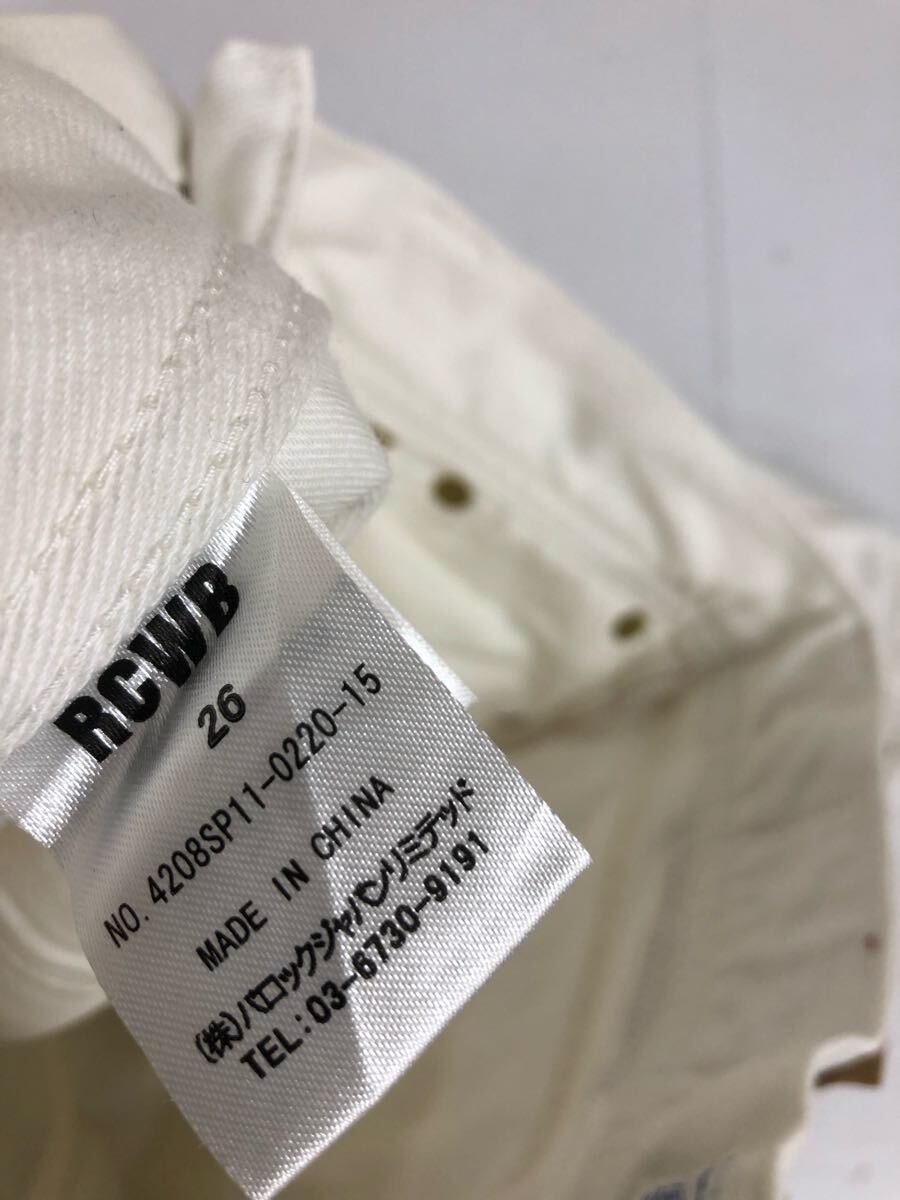 RCWB
26
NO. 4208SP11-0220-15
MADE IN CHINA
(株)バロックジャパンリミテッド
TEL:03-6730-9191